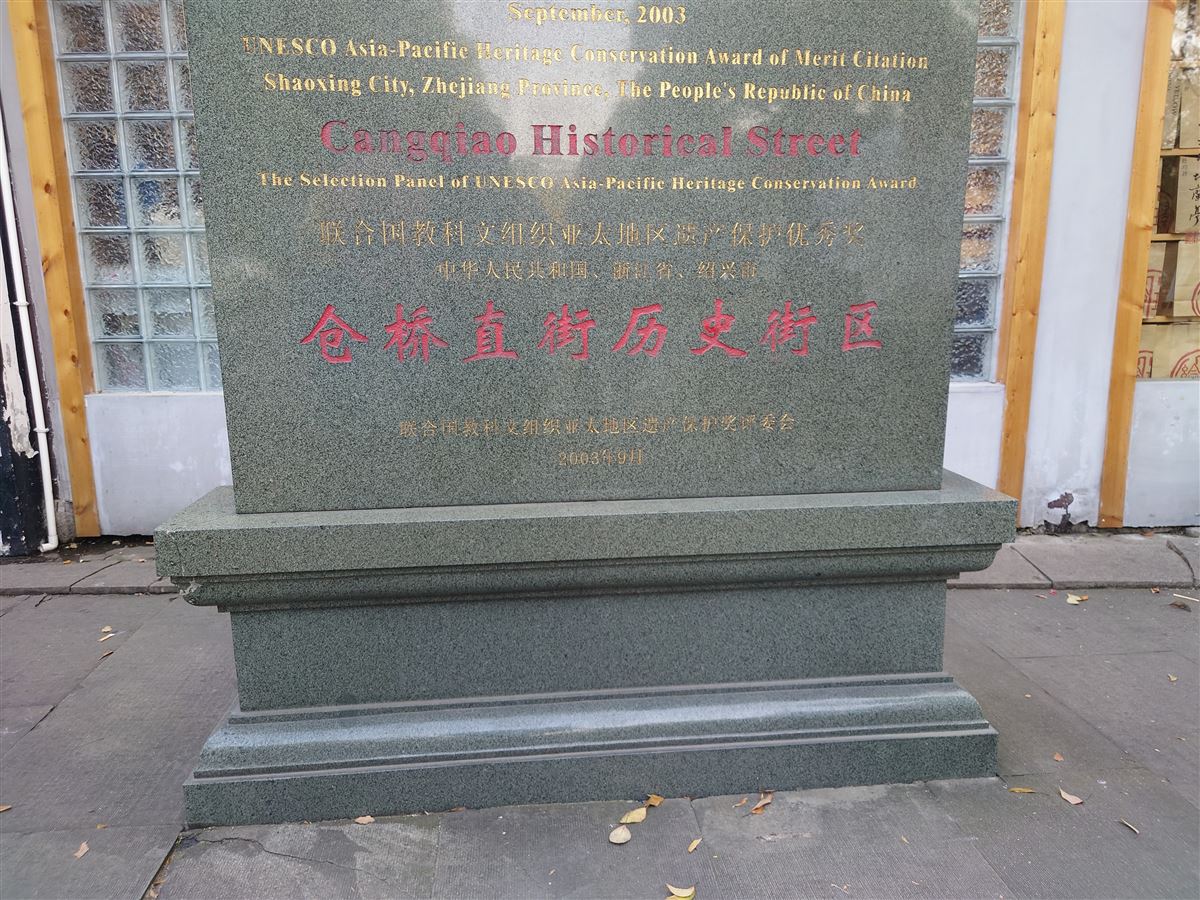 September, 2003
UNESCO Asia-Pacific Heritage Conservation Award of Merit Citation
Shaoxing City, Zhejiang Province, The People's Republic of China
Cangqiao Historical Street
The Selection Panel of UNESCO Asia-Pacific Heritage Conservation Award
联合国教科文组织亚太地区遗产保护优秀奖
中华人民共和国、浙江省、绍兴市
仓桥直街历史街区
联合国教科文组织亚太地区遗产保护奖评委会
2003年9月